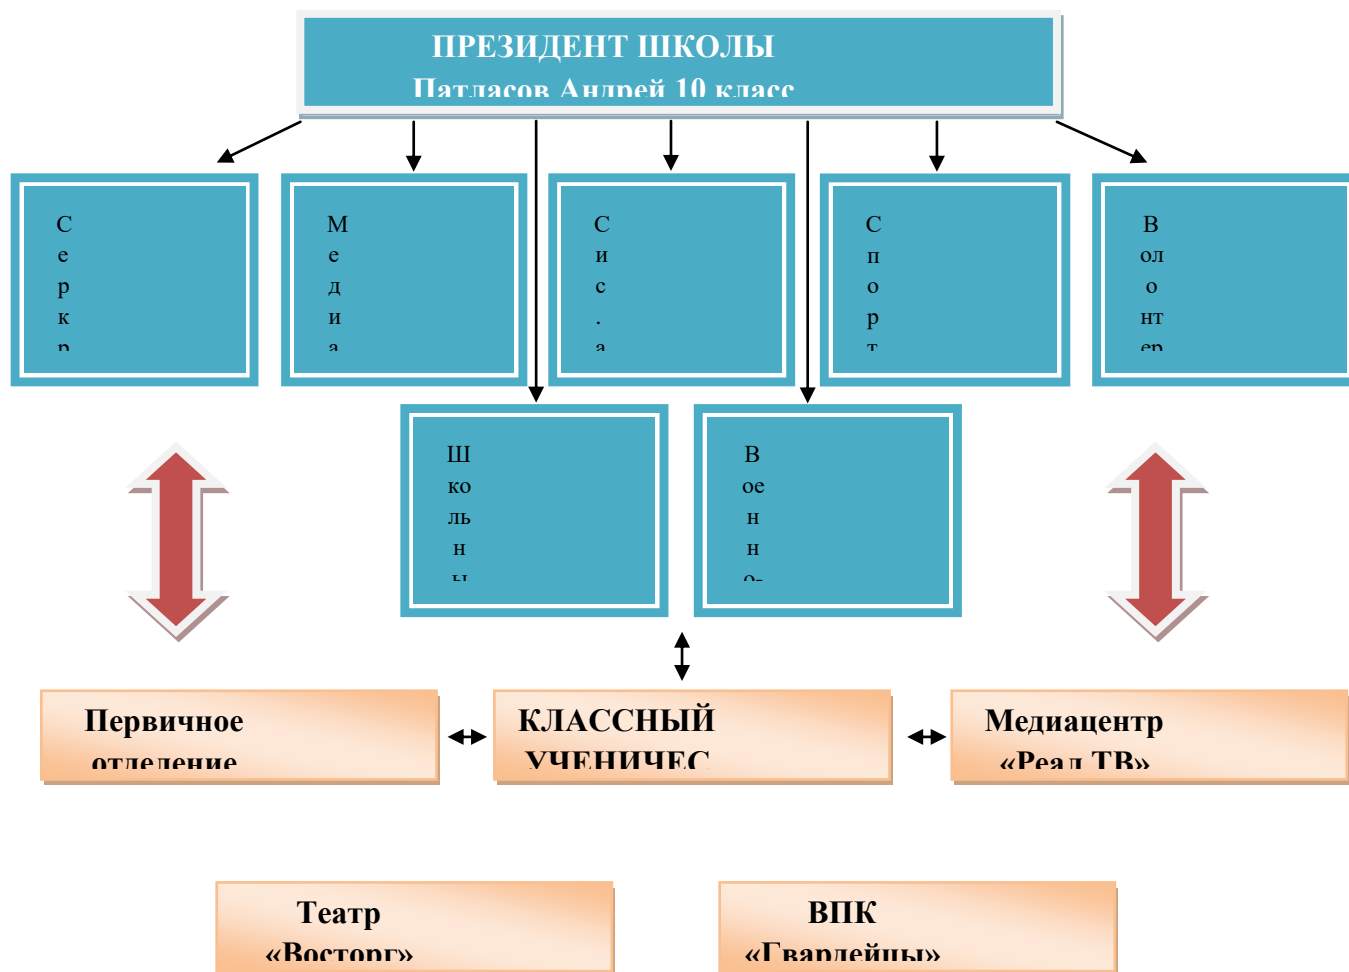 ПРЕЗИДЕНТ ШКОЛЫ
Патласов Андрей 10 класс
С
е
р
к
р
М
е
д
и
а
С
и
с
.
а
С
п
о
р
т
В
ол
о
нт
ер
Ш
ко
ль
н
ы
В
ое
н
н
о-
Первичное
отделение
КЛАССНЫЙ
УЧЕНИЧЕС
Медиацентр
«Реал ТВ»
Театр
«Восторг»
ВПК
«Гвардейцы»